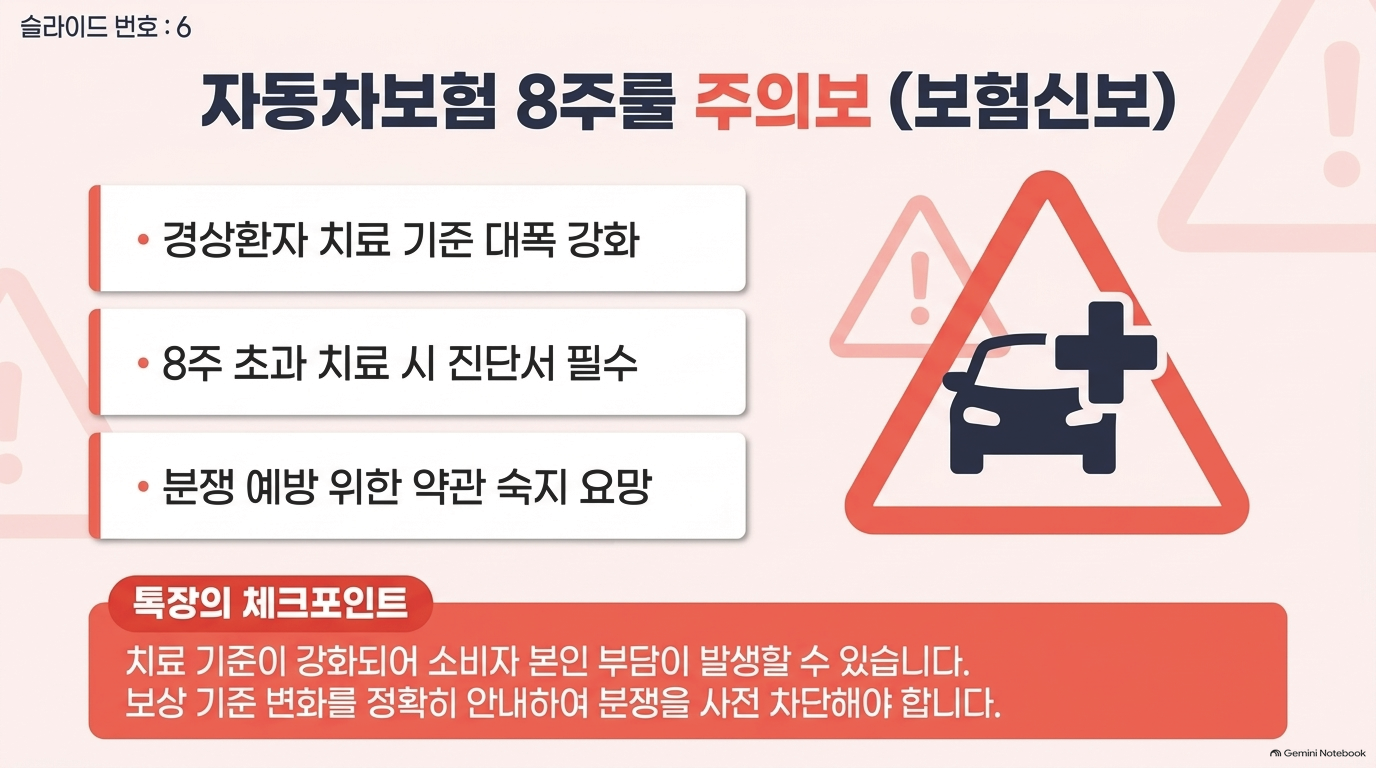 슬라이드 번호 : 6
자동차보험 8주룰 주의보 (보험신보)
• 경상환자 치료 기준 대폭 강화
• 8주 초과 치료 시 진단서 필수
• 분쟁 예방 위한 약관 숙지 요망
톡장의 체크포인트
치료 기준이 강화되어 소비자 본인 부담이 발생할 수 있습니다.
보상 기준 변화를 정확히 안내하여 분쟁을 사전 차단해야 합니다.
Gemini Notebook